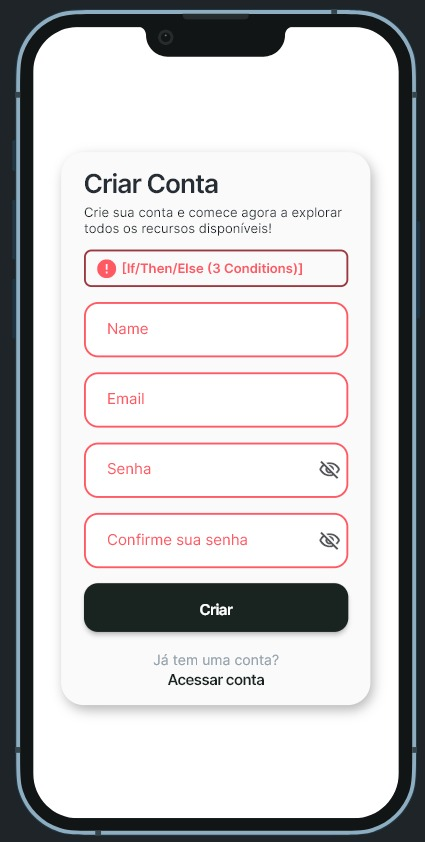 Criar Conta
Crie sua conta e comece agora a explorar
todos os recursos disponíveis!
[If/Then/Else (3 Conditions)]
Name
Email
Senha
Confirme sua senha
Criar
Já tem uma conta?
Acessar conta